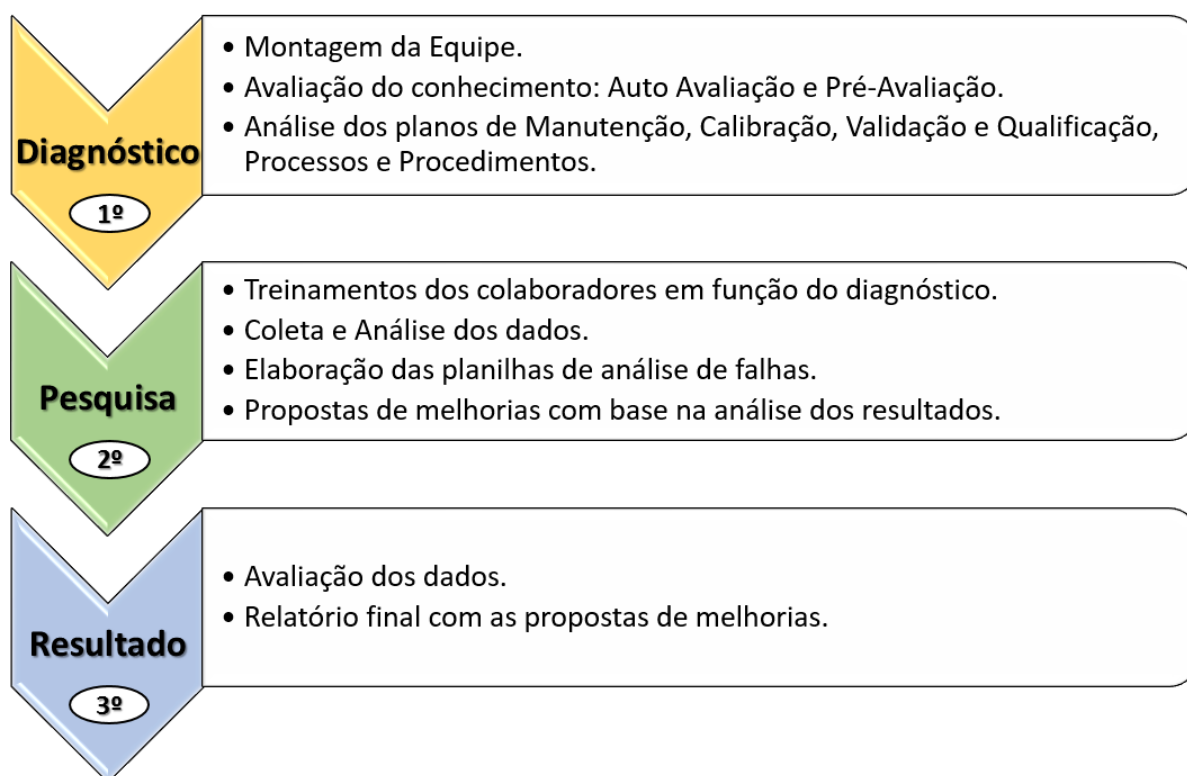 Diagnóstico
1º
• Montagem da Equipe.
• Avaliação do conhecimento: Auto Avaliação e Pré-Avaliação.
• Análise dos planos de Manutenção, Calibração, Validação e Qualificação,
Processos e Procedimentos.
Pesquisa
2º
• Treinamentos dos colaboradores em função do diagnóstico.
• Coleta e Análise dos dados.
• Elaboração das planilhas de análise de falhas.
• Propostas de melhorias com base na análise dos resultados.
Resultado
3º
• Avaliação dos dados.
• Relatório final com as propostas de melhorias.